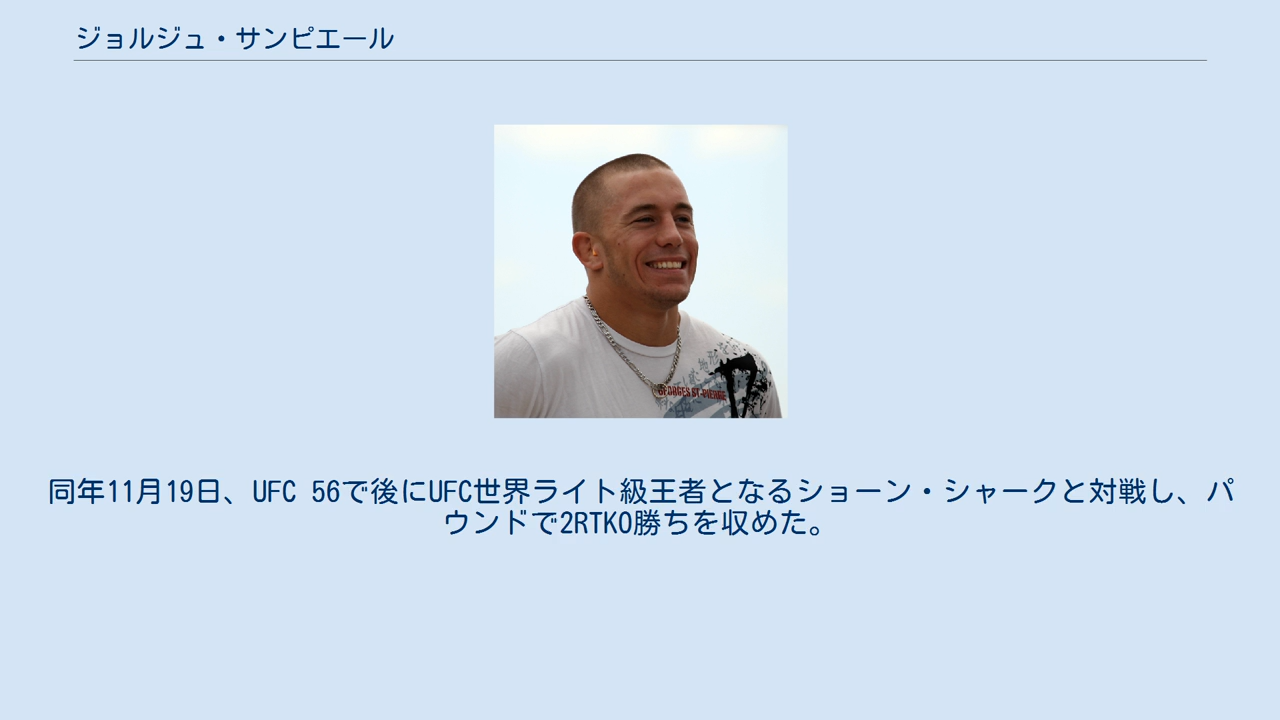 ジョルジュ・サンピエール
GEORGES ST-PIERRE
同年11月19日、UFC 56で後にUFC世界ライト級王者となるショーン・シャークと対戦し、パ
ウンドで2RTKO勝ちを収めた。